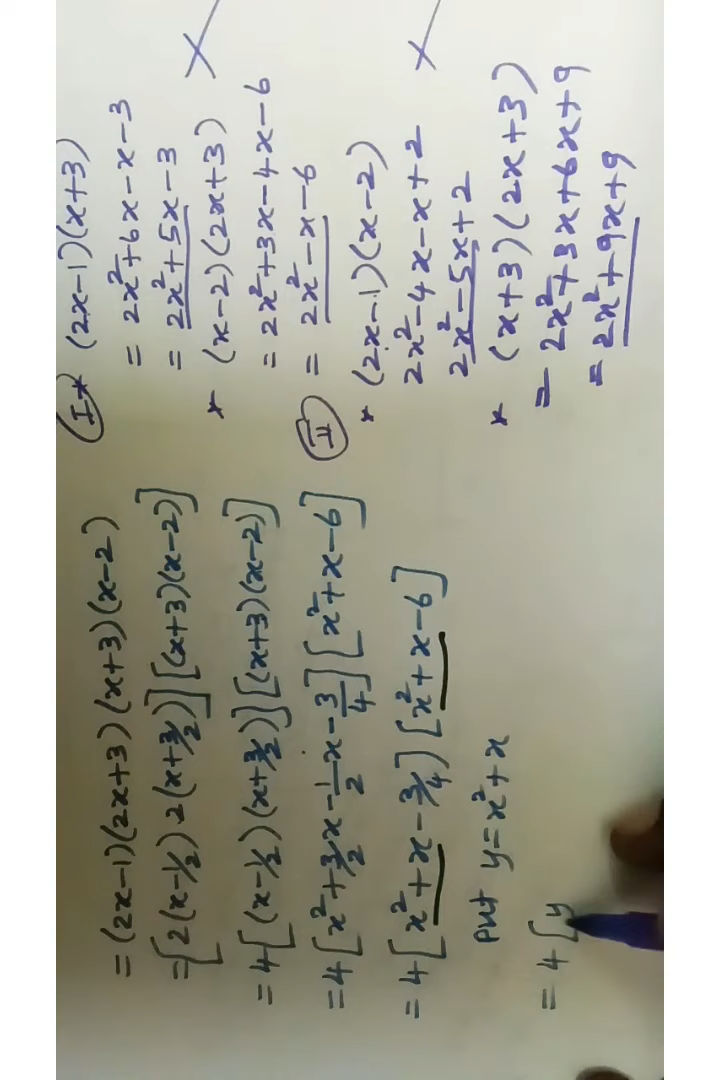 = (2x-1)(2x+3)(x+3)(x-2)
= [2(x-1/2) 2(x+3/2)] [(x+3)(x-2)]
= 4[(x-1/2)(x+3/2)] [(x+3)(x-2)]
= 4[x²+3/2x-1/2x-3/4] [x²+x-6]
= 4[x²+x-3/4] [x²+x-6]
put y=x²+x
= 4[y
I * (2x-1)(x+3)
= 2x²+6x-x-3
= 2x²+5x-3
* (x-2)(2x+3)
= 2x²+3x-4x-6
= 2x²-x-6
II
* (2x-1)(x-2)
2x²-4x-x+2
2x²-5x+2
* (x+3)(2x+3)
= 2x²+3x+6x+9
= 2x²+9x+9